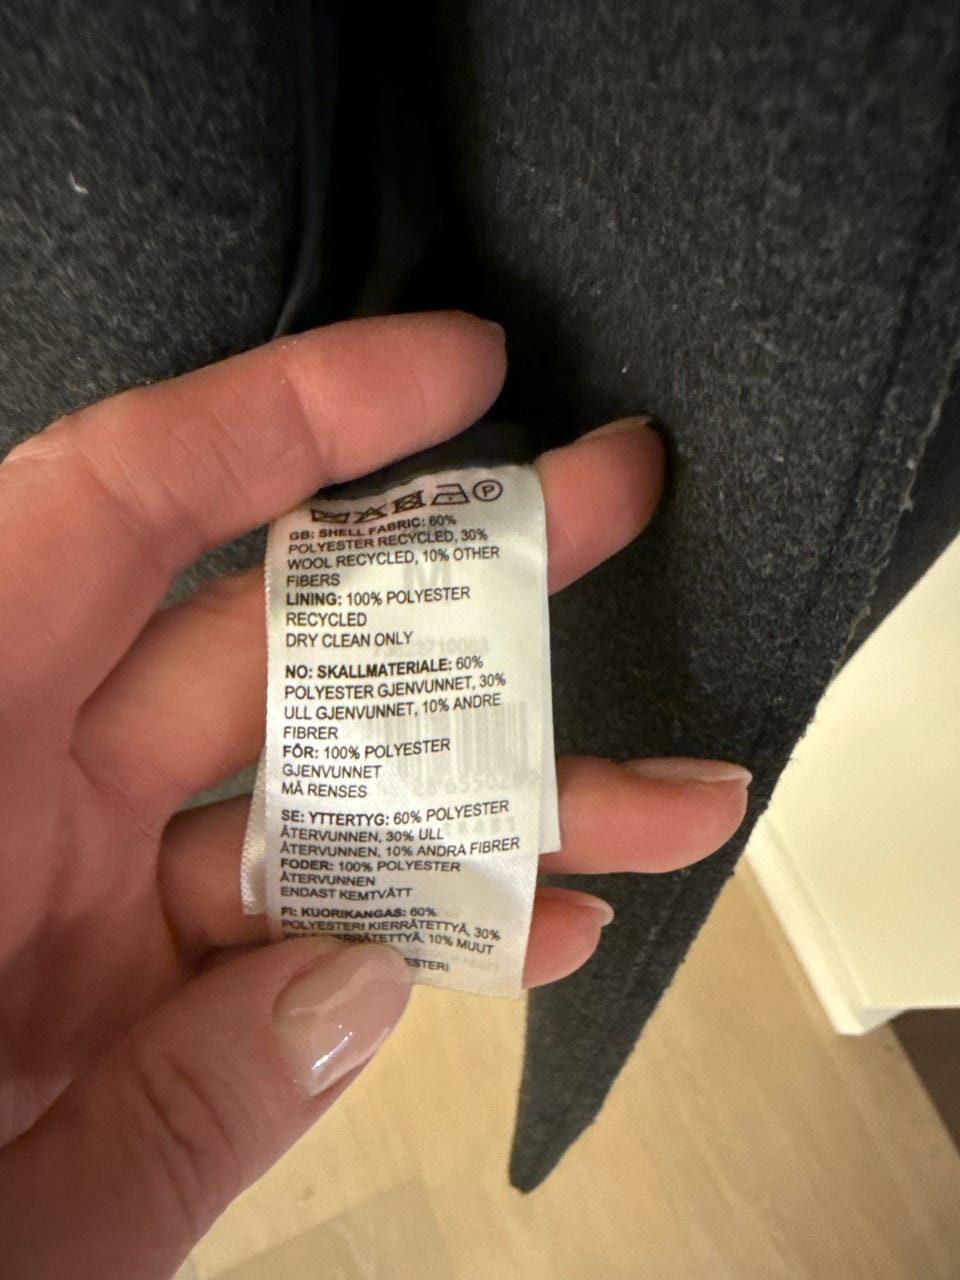 P
GB: SHELL FABRIC: 60%
POLYESTER RECYCLED, 30%
WOOL RECYCLED, 10% OTHER
FIBERS
LINING: 100% POLYESTER
RECYCLED
DRY CLEAN ONLY
NO: SKALLMATERIALE: 60%
POLYESTER GJENVUNNET, 30%
ULL GJENVUNNET, 10% ANDRE
FIBRER
FÔR: 100% POLYESTER
GJENVUNNET
MÅ RENSES
SE: YTTERTYG: 60% POLYESTER
ÅTERVUNNEN, 30% ULL
ÅTERVUNNEN, 10% ANDRA FIBRER
FODER: 100% POLYESTER
ÅTERVUNNEN
ENDAST KEMTVÄTT
FI: KUORIKANGAS: 60%
POLYESTERI KIERRÄTETTYÄ, 30%
10% MUUT